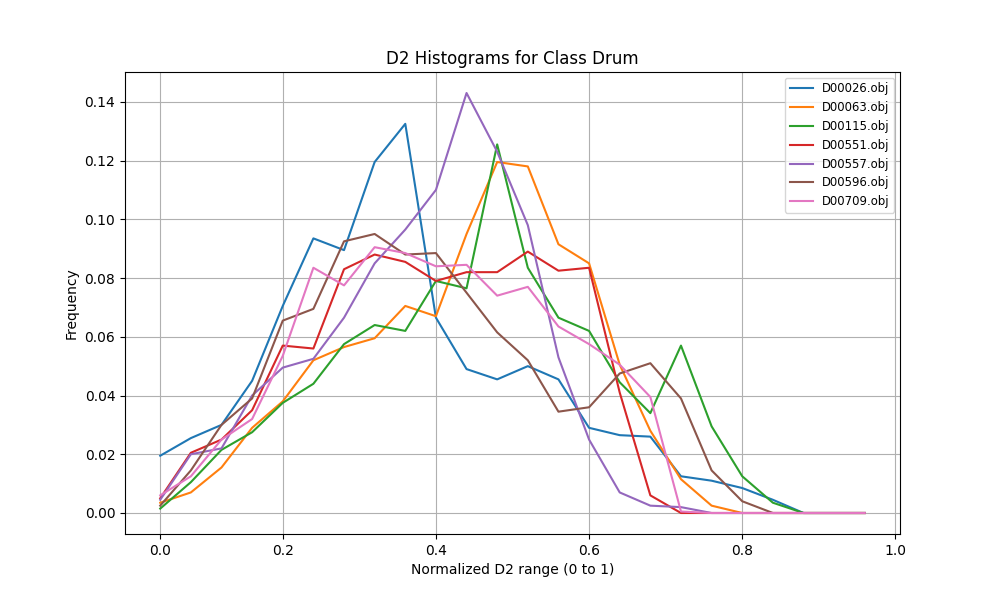 D2 Histograms for Class Drum
D00026.obj
D00063.obj
D00115.obj
D00551.obj
D00557.obj
D00596.obj
D00709.obj
Frequency
0.14
0.12
0.10
0.08
0.06
0.04
0.02
0.00
0.0 0.2 0.4 0.6 0.8 1.0
Normalized D2 range (0 to 1)